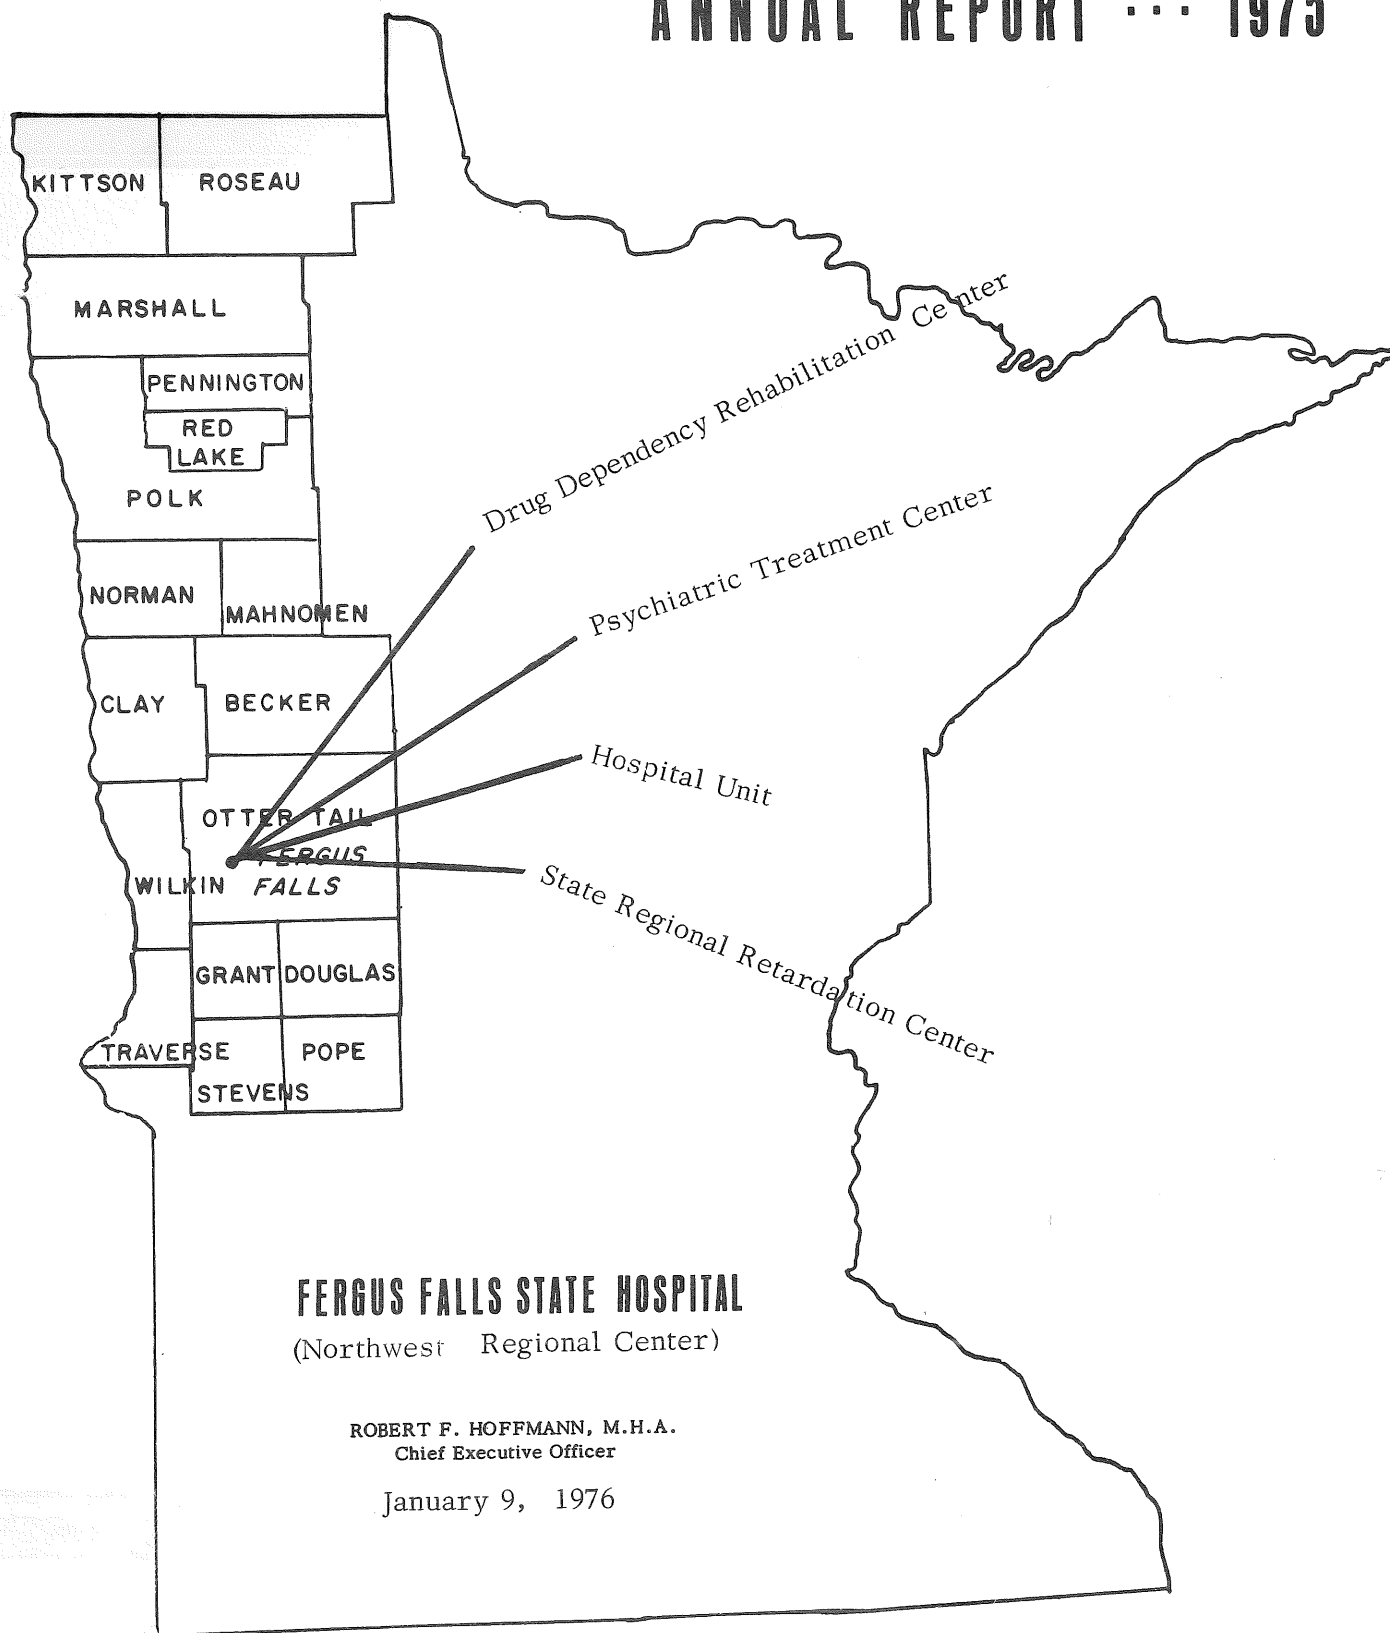 ANNUAL REPORT ... 1975
KITTSON
ROSEAU
MARSHALL
PENNINGTON
RED
LAKE
POLK
NORMAN
MAHNOMEN
CLAY
BECKER
OTTER TAIL
FERGUS
FALLS
WILKIN
GRANT
DOUGLAS
TRAVERSE
POPE
STEVENS
Drug Dependency Rehabilitation Center
Psychiatric Treatment Center
Hospital Unit
State Regional Retardation Center
FERGUS FALLS STATE HOSPITAL
(Northwest Regional Center)
ROBERT F. HOFFMANN, M.H.A.
Chief Executive Officer
January 9, 1976